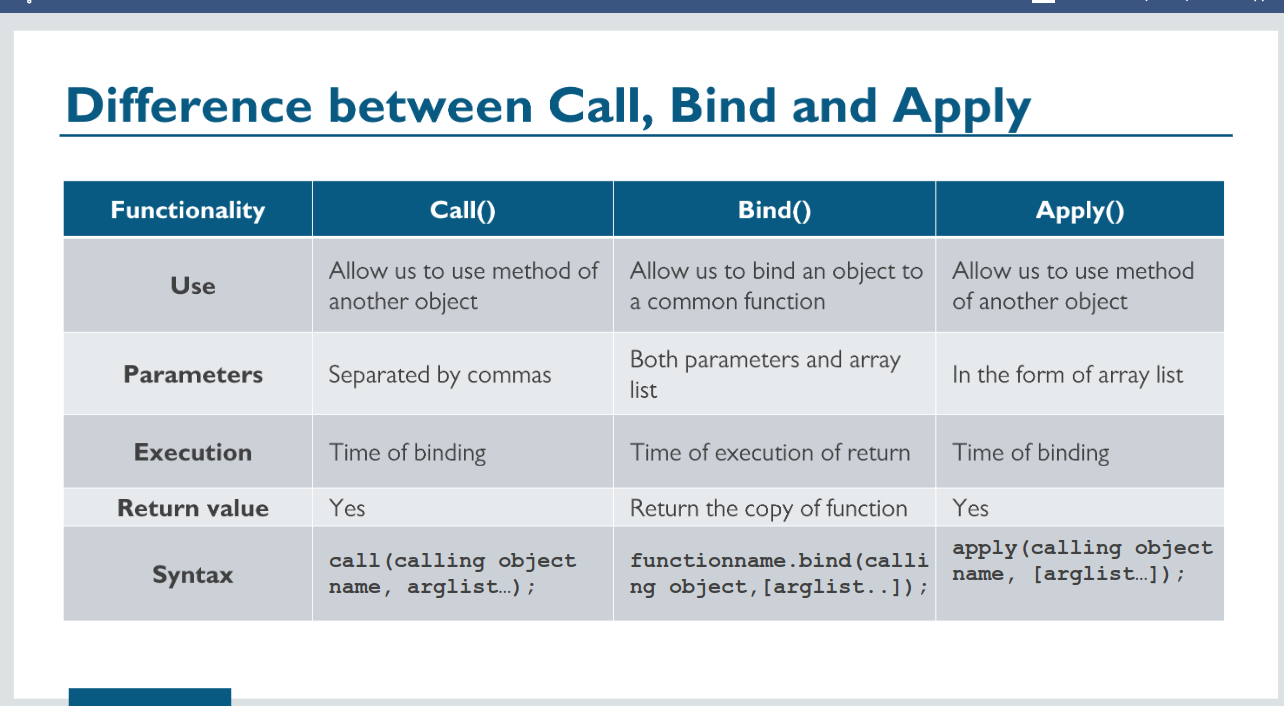 Difference between Call, Bind and Apply
Functionality
Call()
Bind()
Apply()
Use
Allow us to use method of
another object
Allow us to bind an object to
a common function
Allow us to use method
of another object
Parameters
Separated by commas
Both parameters and array
list
In the form of array list
Execution
Time of binding
Time of execution of return
Time of binding
Return value
Yes
Return the copy of function
Yes
Syntax
call(calling object
name, arglist…);
functionname.bind(calli
ng object,[arglist..]);
apply(calling object
name, [arglist…]);